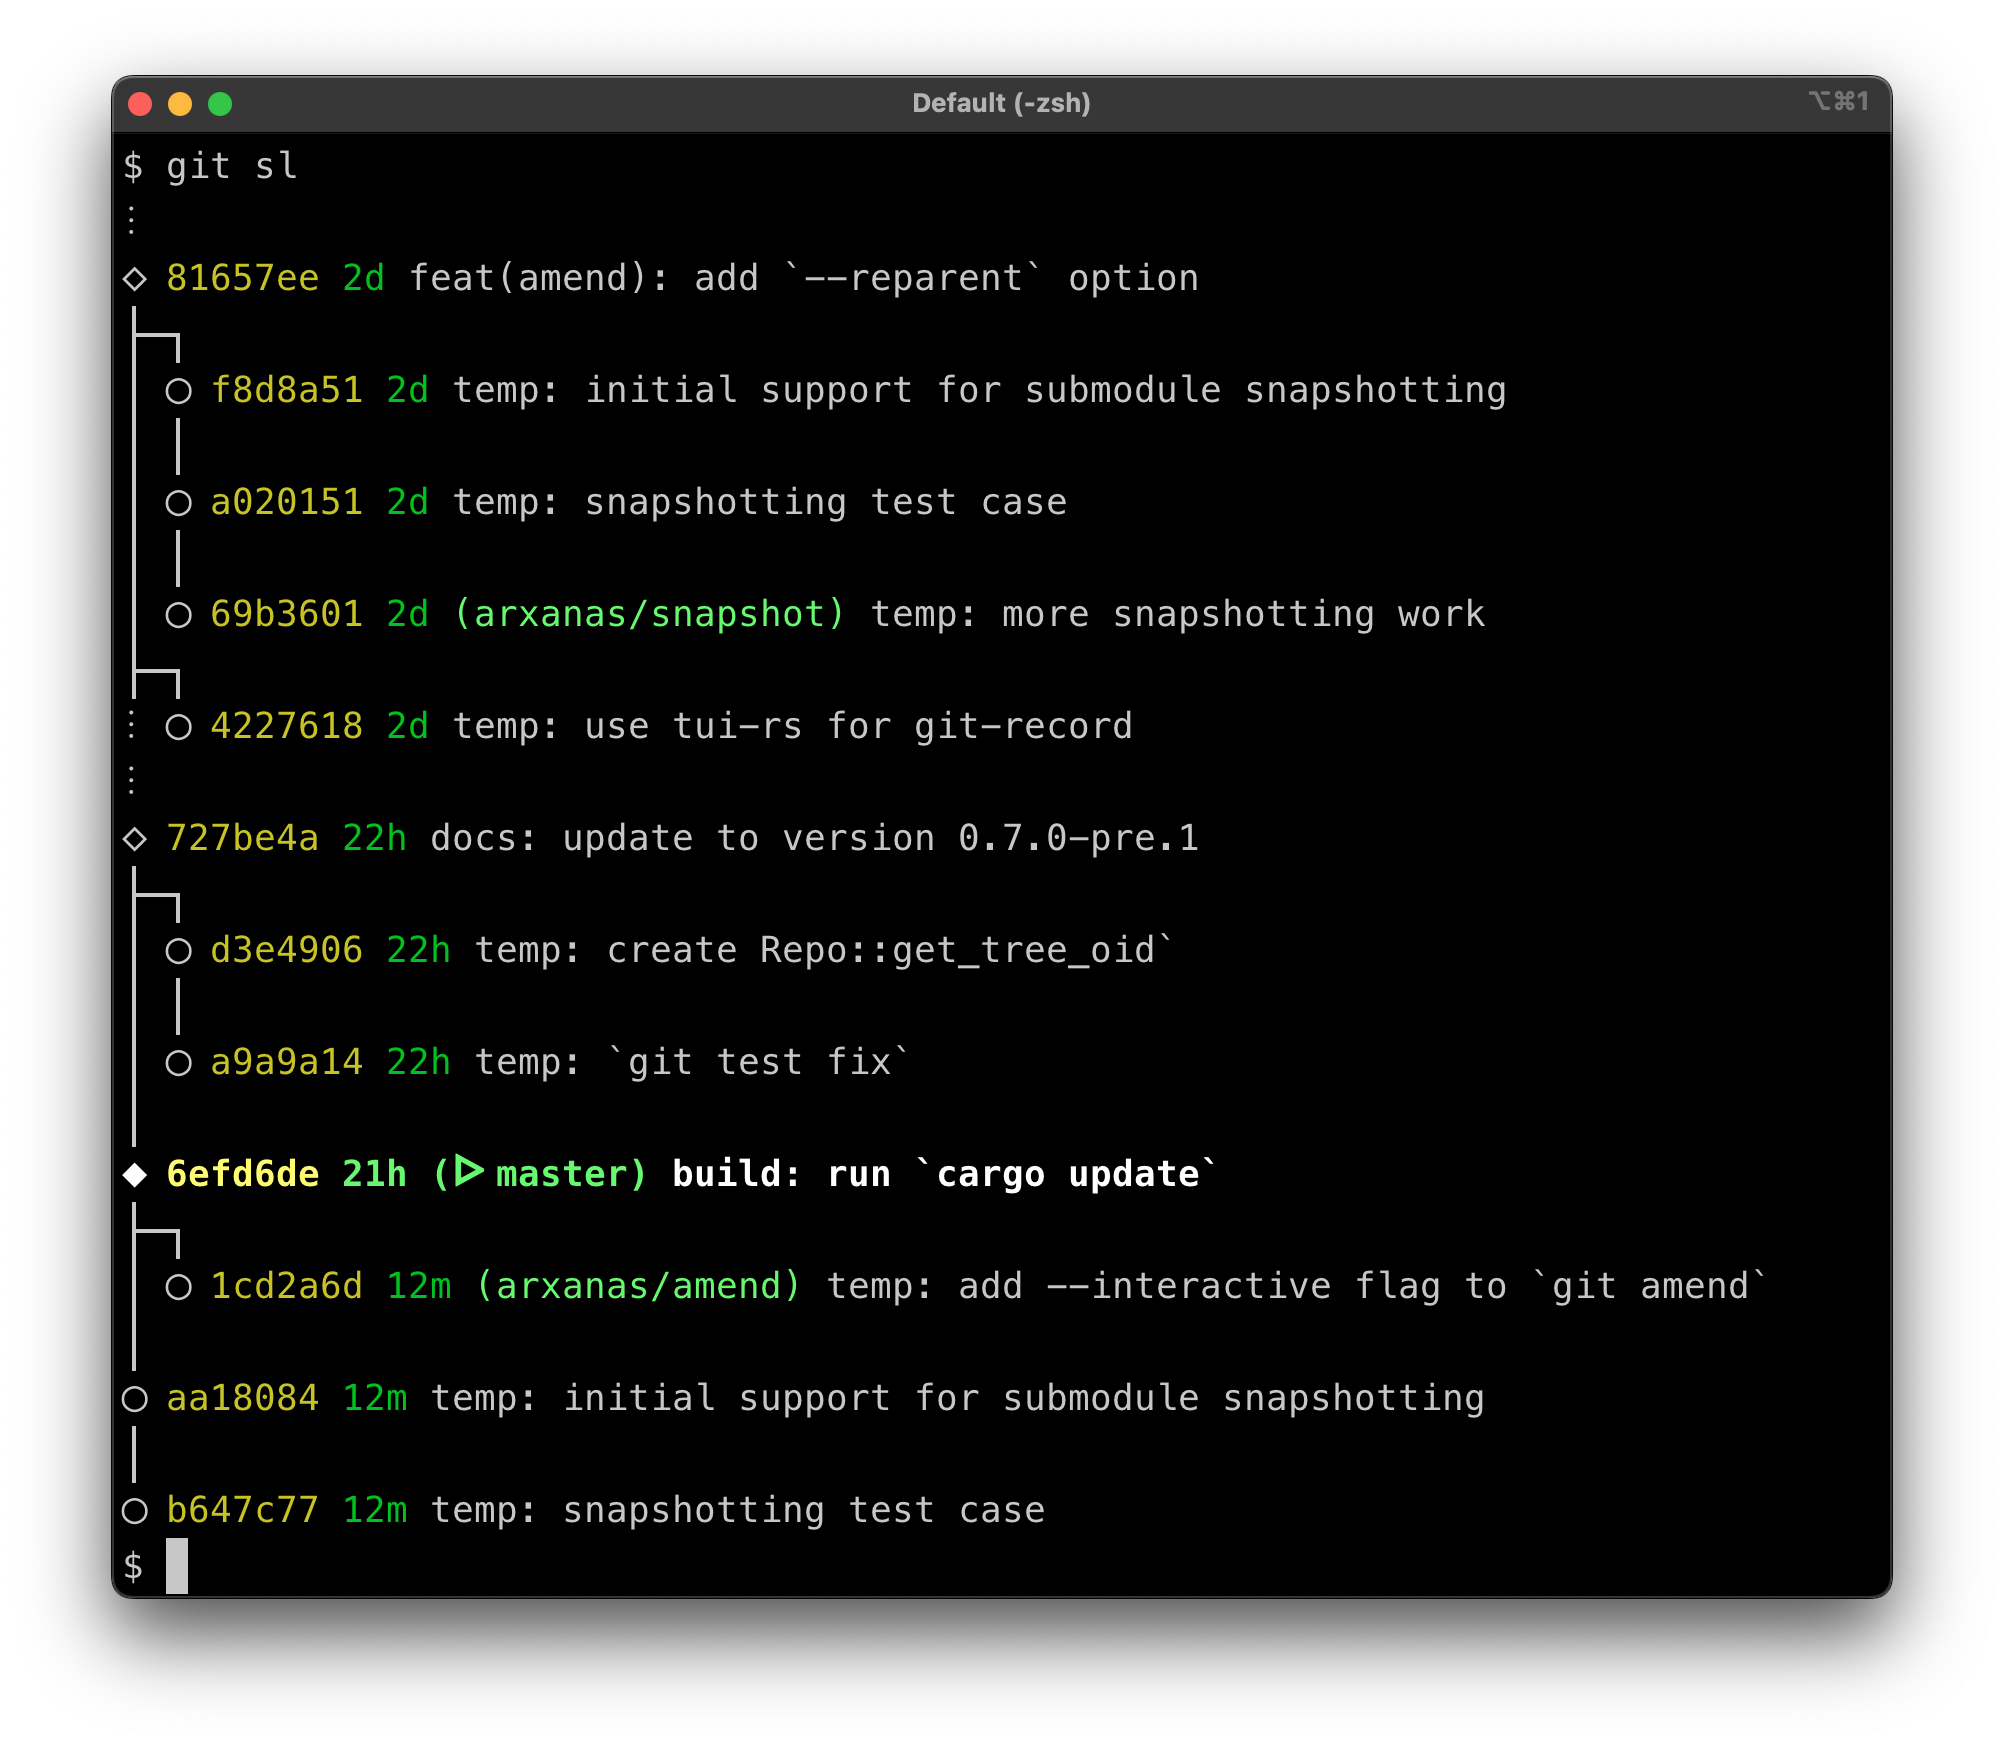 Default (-zsh) ⌥⌘1
$ git sl
⋮
◇ 81657ee 2d feat(amend): add `--reparent` option
○ f8d8a51 2d temp: initial support for submodule snapshotting
○ a020151 2d temp: snapshotting test case
○ 69b3601 2d (arxanas/snapshot) temp: more snapshotting work
⋮ ○ 4227618 2d temp: use tui-rs for git-record
⋮
◇ 727be4a 22h docs: update to version 0.7.0-pre.1
○ d3e4906 22h temp: create Repo::get_tree_oid`
○ a9a9a14 22h temp: `git test fix`
◆ 6efd6de 21h (ᐅ master) build: run `cargo update`
○ 1cd2a6d 12m (arxanas/amend) temp: add --interactive flag to `git amend`
○ aa18084 12m temp: initial support for submodule snapshotting
○ b647c77 12m temp: snapshotting test case
$